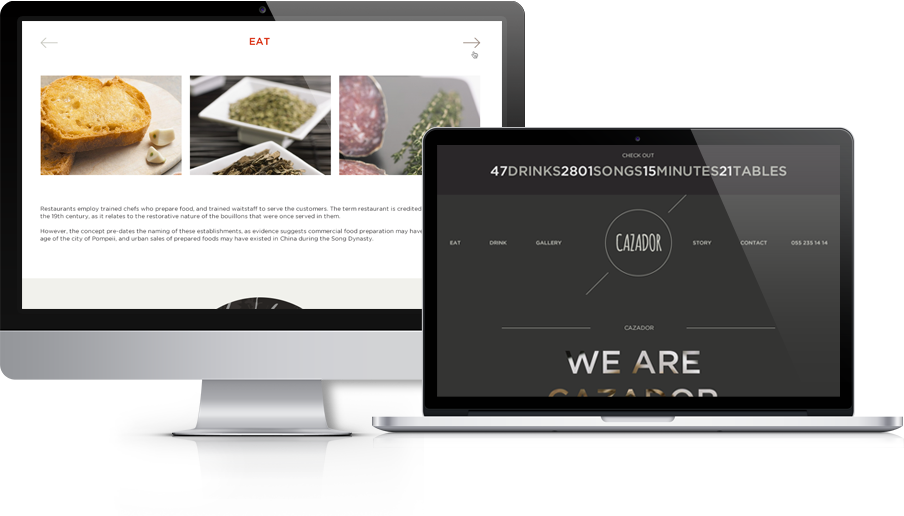 EAT
Restaurants employ trained chefs who prepare food, and trained waitstaff to serve the customers. The term restaurant is credited
the 19th century, as it relates to the restorative nature of the bouillons that were once served in them.
However, the concept pre-dates the naming of these establishments, as evidence suggests commercial food preparation may have
age of the city of Pompeii, and urban sales of prepared foods may have existed in China during the Song Dynasty.
CHECK OUT
47DRINKS2801SONGS15MINUTES21TABLES
EAT DRINK GALLERY CAZADOR STORY CONTACT 055 235 14 14
CAZADOR
WE ARE
CAZADOR